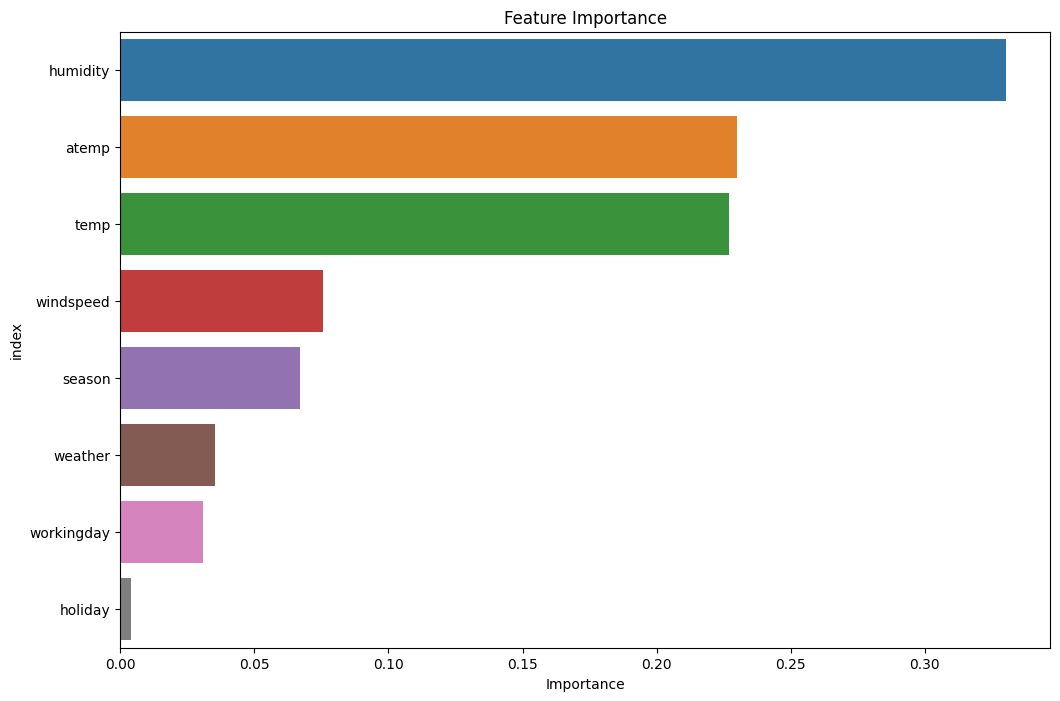 Feature Importance
humidity
atemp
temp
windspeed
index
season
weather
workingday
holiday
0.00 0.05 0.10 0.15 0.20 0.25 0.30
Importance